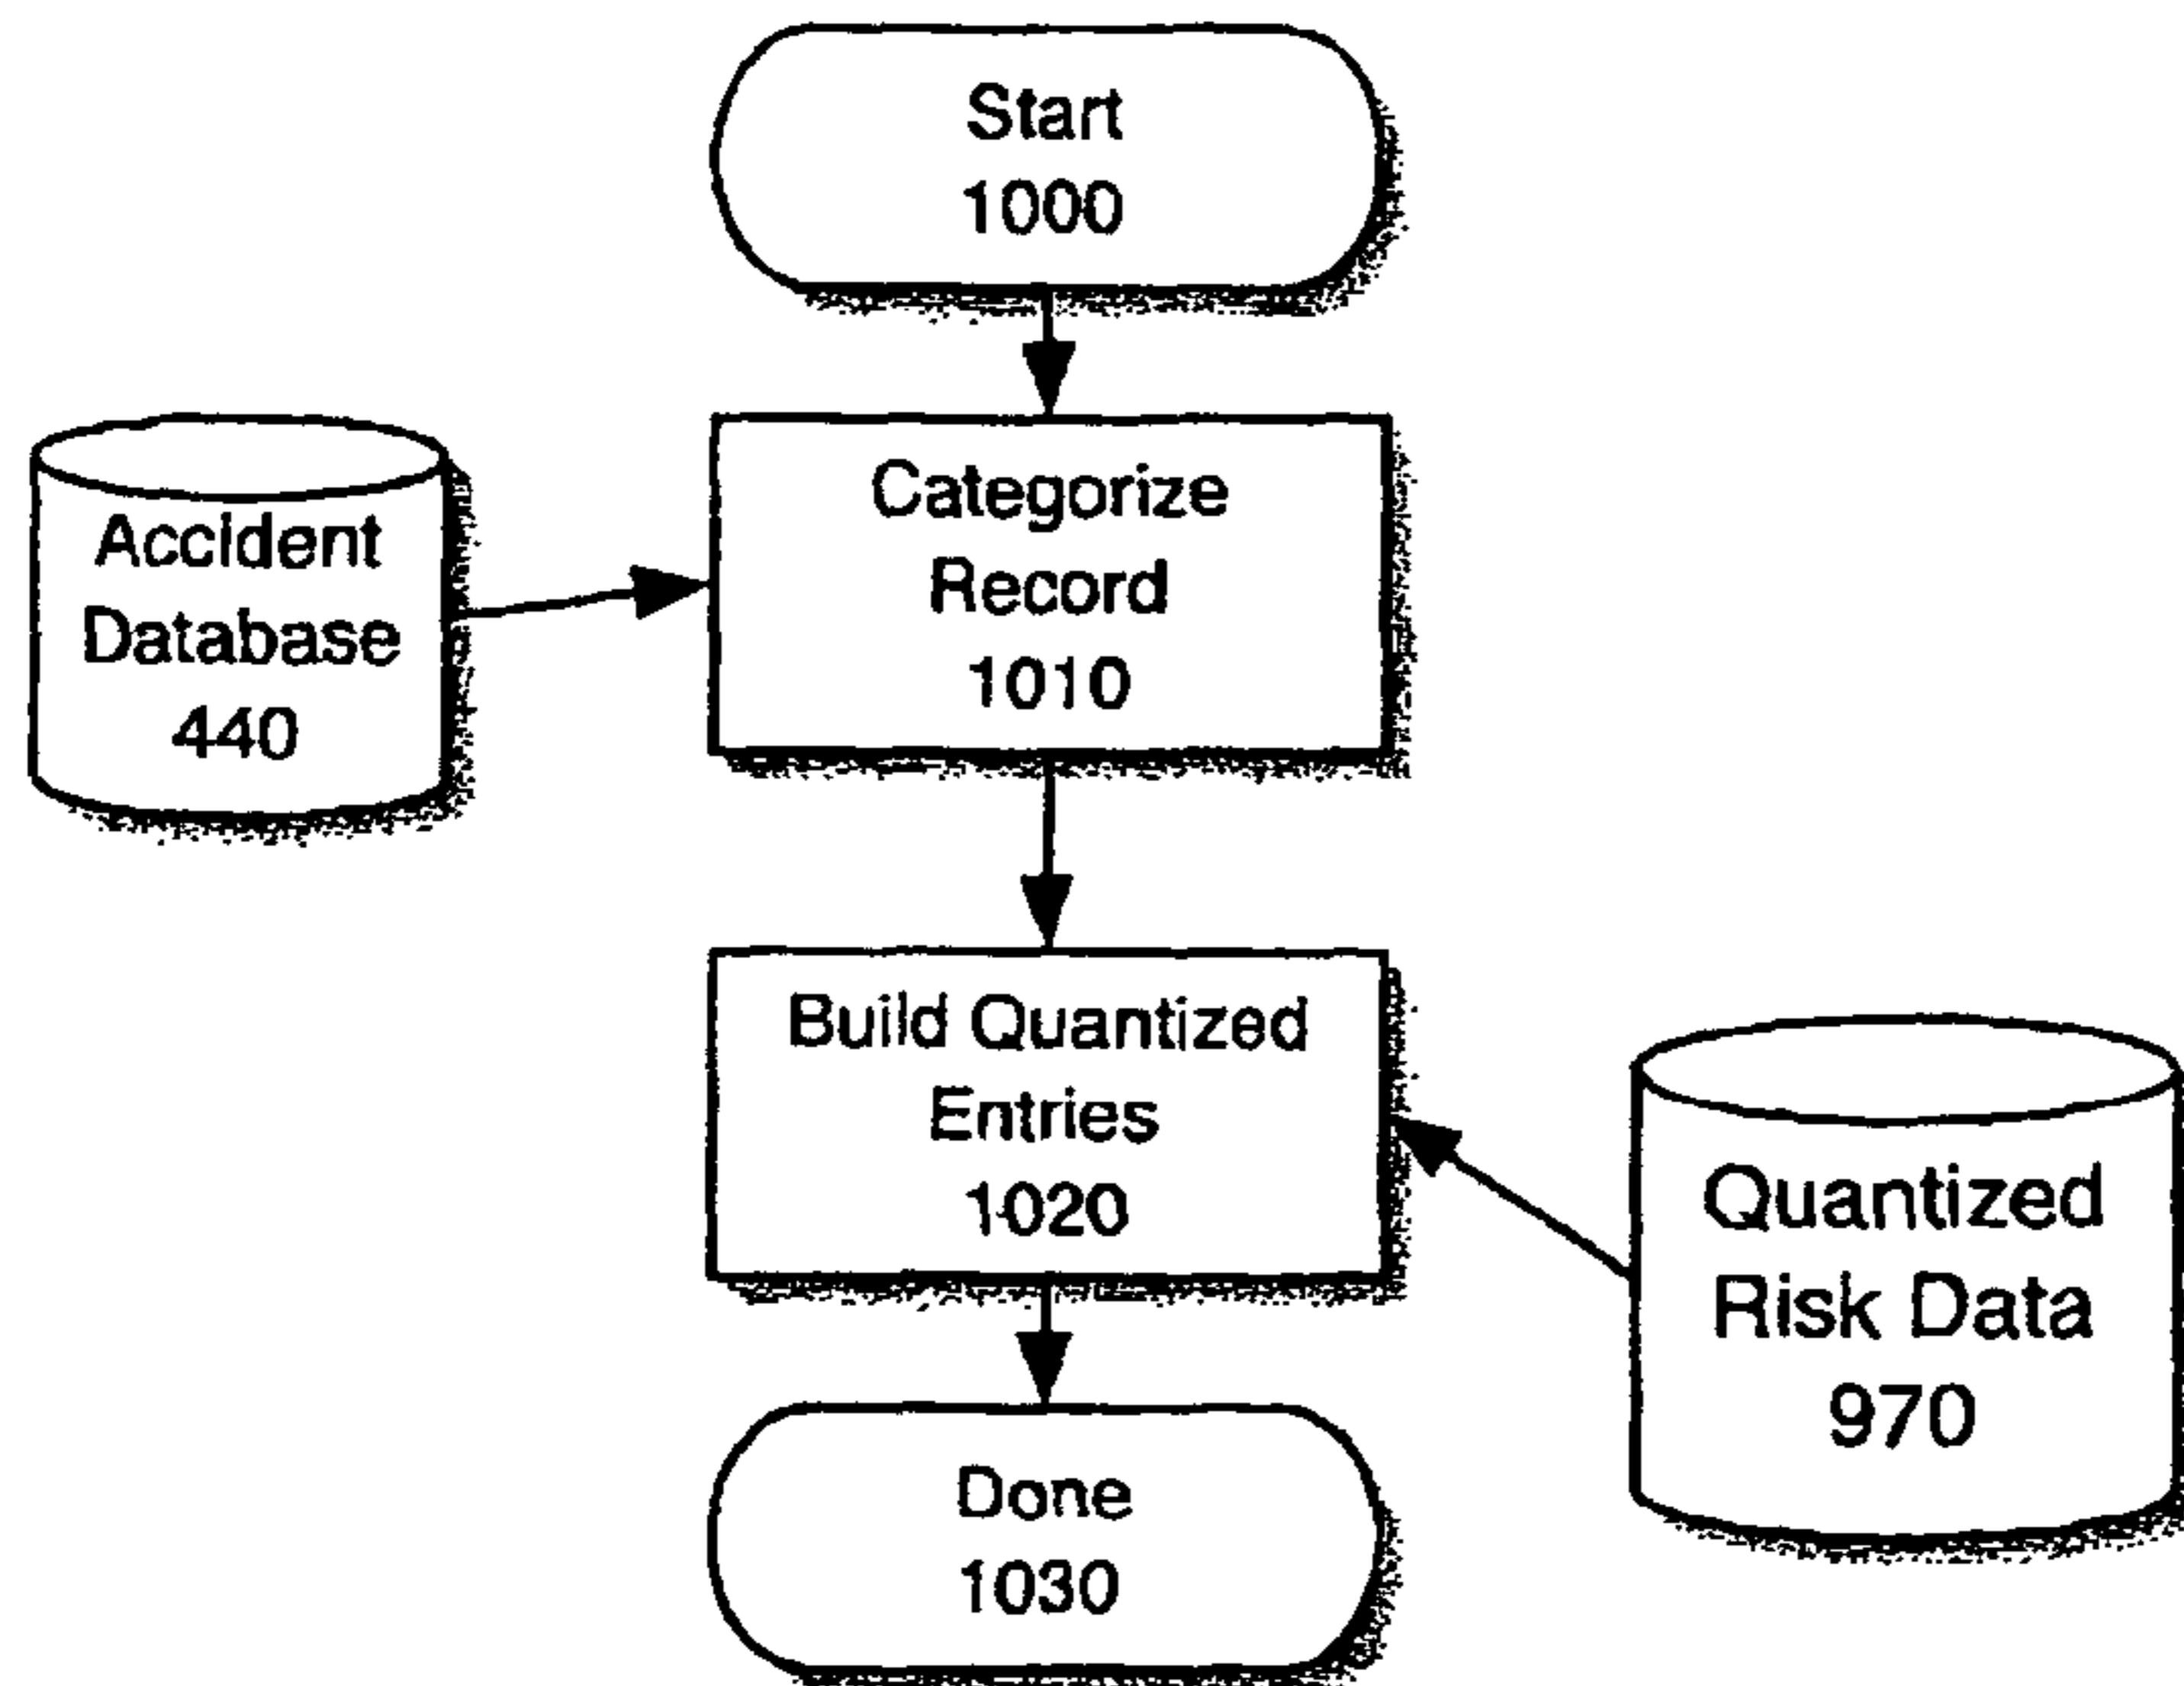 Start
1000
Categorize
Record
1010
Accident
Database
440
Build Quantized
Entries
1020
Quantized
Risk Data
970
Done
1030